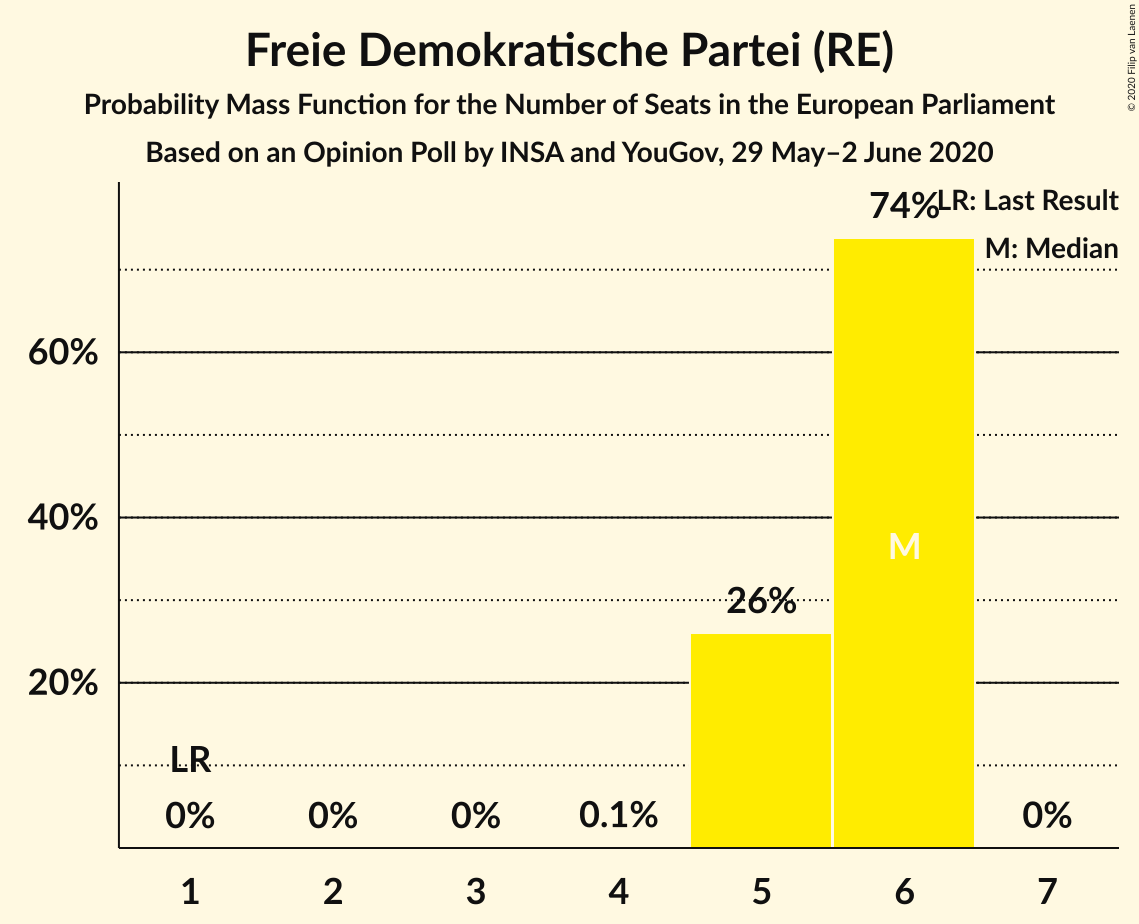 Freie Demokratische Partei (RE)
Probability Mass Function for the Number of Seats in the European Parliament
Based on an Opinion Poll by INSA and YouGov, 29 May–2 June 2020
© 2020 Filip van Laenen
LR: Last Result
M: Median
74%
60%
40%
M
26%
20%
LR
0%
0%
0%
0.1%
0%
1
2
3
4
5
6
7